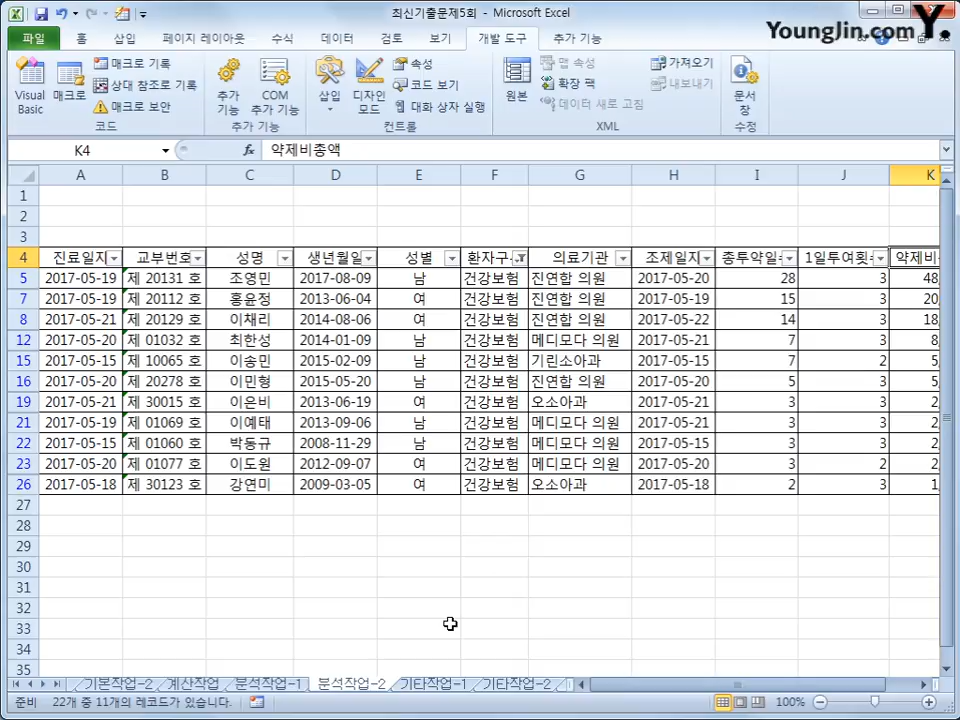 최신기출문제5회 - Microsoft Excel
Younglin.com Y.
파일 홈 삽입 페이지 레이아웃 수식 데이터 검토 보기 개발 도구 추가 기능
Visual Basic
매크로
매크로 기록
상대 참조로 기록
매크로 보안
코드
추가 기능
COM 추가 기능
추가 기능
삽입
디자인 모드
속성
코드 보기
대화 상자 실행
컨트롤
원본
맵 속성
확장 팩
데이터 새로 고침
가져오기
내보내기
XML
문서 창
수정
K4 fx 약제비총액
A B C D E F G H I J K
1
2
3
4 진료일자 교부번호 성명 생년월일 성별 환자구 의료기관 조제일자 종투약일 1일투여횟 약제비
5 2017-05-19 제 20131 호 조영민 2017-08-09 남 건강보험 진연합 의원 2017-05-20 28 3 48,
7 2017-05-19 제 20112 호 홍윤정 2013-06-04 여 건강보험 진연합 의원 2017-05-19 15 3 20,
8 2017-05-21 제 20129 호 이채리 2014-08-06 여 건강보험 진연합 의원 2017-05-22 14 3 18,
12 2017-05-20 제 01032 호 최한성 2014-01-09 남 건강보험 메디모다 의원 2017-05-21 7 3 8,
15 2017-05-15 제 10065 호 이송민 2015-02-09 남 건강보험 기린소아과 2017-05-15 7 2 5,
16 2017-05-20 제 20278 호 이민형 2015-05-20 남 건강보험 진연합 의원 2017-05-20 5 3 5,
19 2017-05-21 제 30015 호 이은비 2013-06-19 여 건강보험 오소아과 2017-05-21 3 3 2,
21 2017-05-19 제 01069 호 이예태 2013-09-06 남 건강보험 메디모다 의원 2017-05-21 3 3 2,
22 2017-05-15 제 01060 호 박동규 2008-11-29 남 건강보험 메디모다 의원 2017-05-15 3 3 2,
23 2017-05-20 제 01077 호 이도원 2012-09-07 여 건강보험 메디모다 의원 2017-05-20 3 2 2,
26 2017-05-18 제 30123 호 강연미 2009-03-05 여 건강보험 오소아과 2017-05-18 2 3 1,
27
28
29
30
31
32
33
34
35
기본작업-2 계산작업 분석작업-1 분석작업-2 기타작업-1 기타작업-2
준비 22개 중 11개의 레코드가 있습니다. 100%